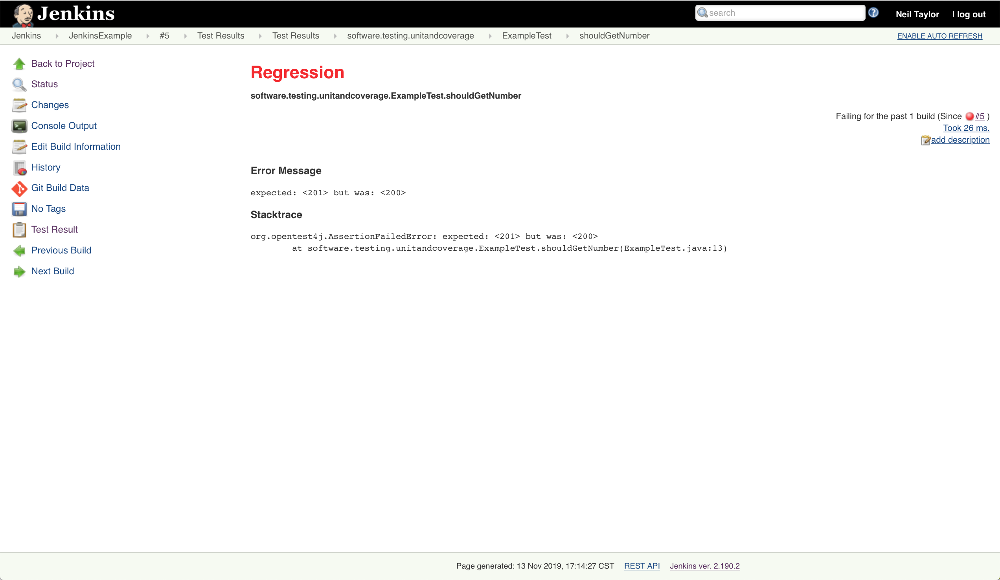 Jenkins
search
Neil Taylor | log out
Jenkins JenkinsExample #5 Test Results Test Results software.testing.unitandcoverage ExampleTest shouldGetNumber ENABLE AUTO REFRESH
Back to Project
Status
Changes
Console Output
Edit Build Information
History
Git Build Data
No Tags
Test Result
Previous Build
Next Build
Regression
software.testing.unitandcoverage.ExampleTest.shouldGetNumber
Failing for the past 1 build (Since #5 )
Took 26 ms.
add description
Error Message
expected: <201> but was: <200>
Stacktrace
org.opentest4j.AssertionFailedError: expected: <201> but was: <200>
at software.testing.unitandcoverage.ExampleTest.shouldGetNumber(ExampleTest.java:13)
Page generated: 13 Nov 2019, 17:14:27 CST REST API Jenkins ver. 2.190.2